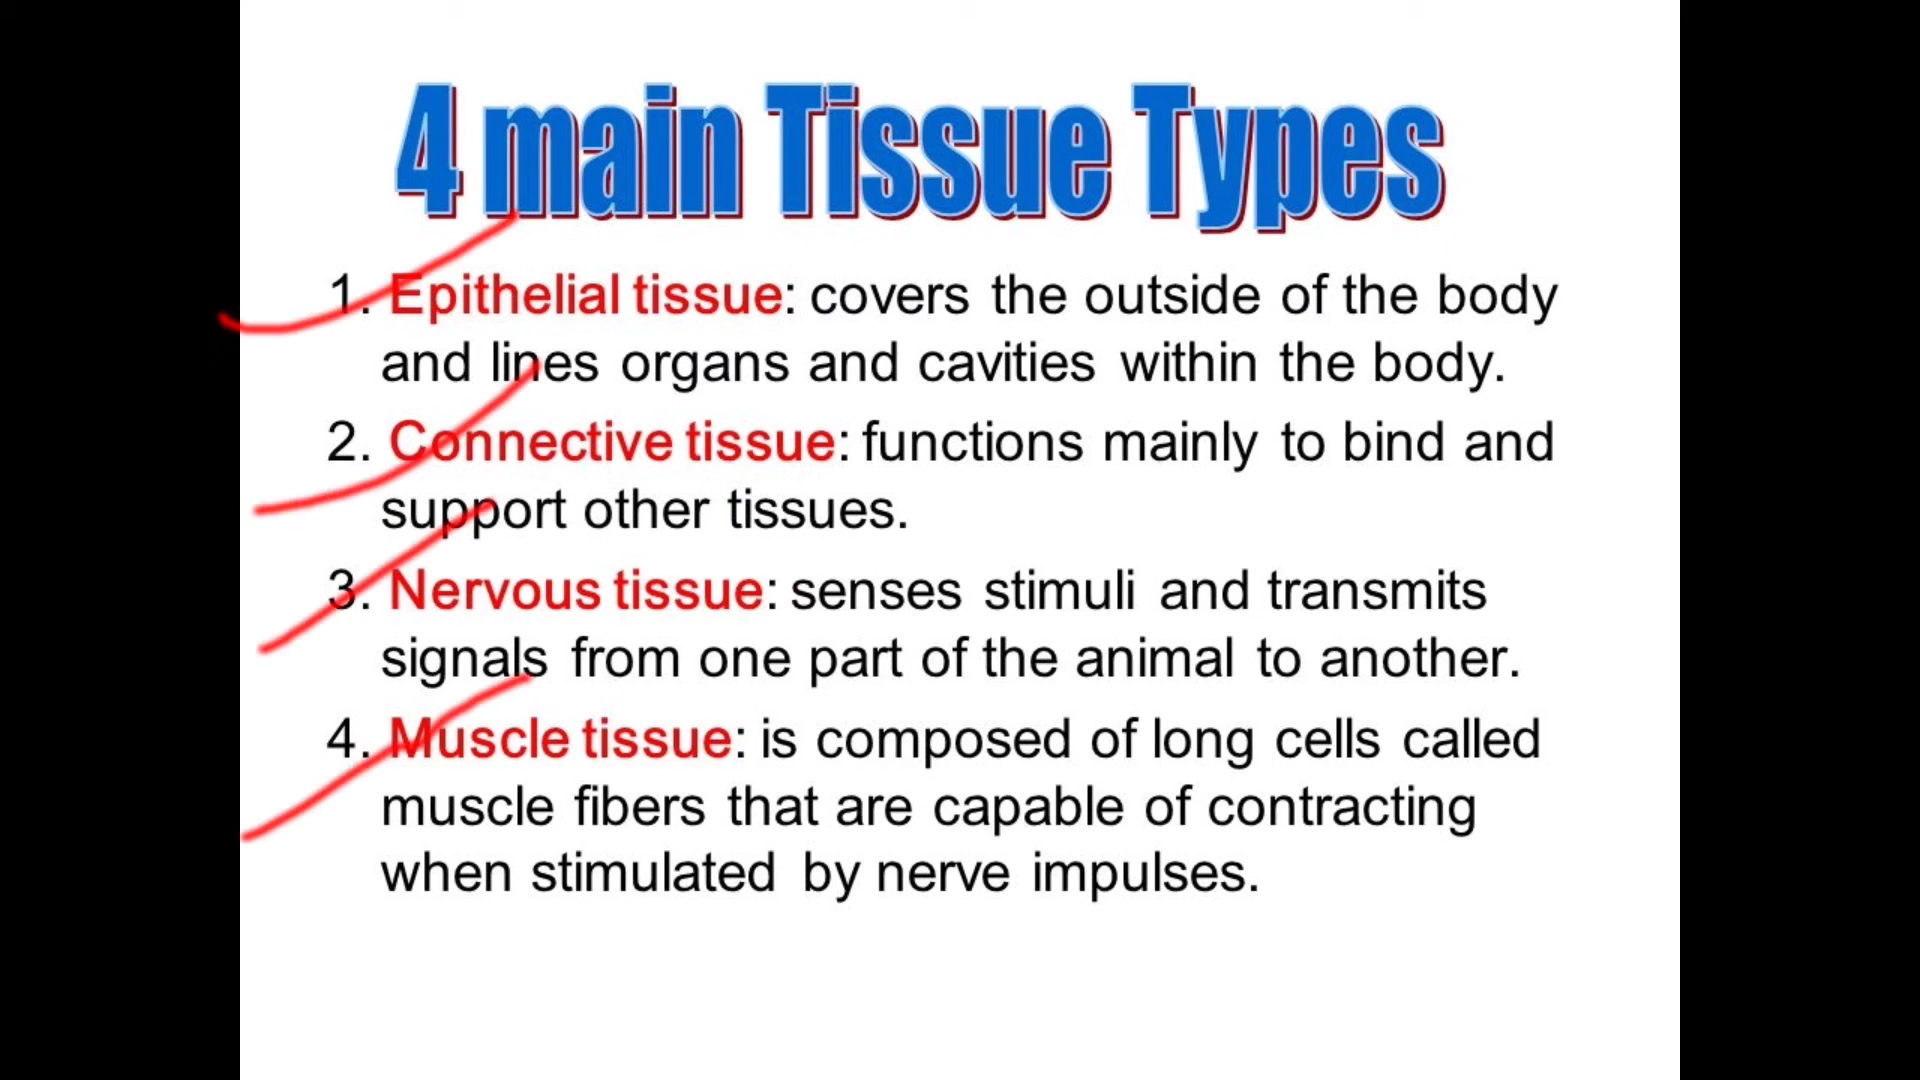 4 main Tissue Types
1. Epithelial tissue: covers the outside of the body
and lines organs and cavities within the body.
2. Connective tissue: functions mainly to bind and
support other tissues.
3. Nervous tissue: senses stimuli and transmits
signals from one part of the animal to another.
4. Muscle tissue: is composed of long cells called
muscle fibers that are capable of contracting
when stimulated by nerve impulses.